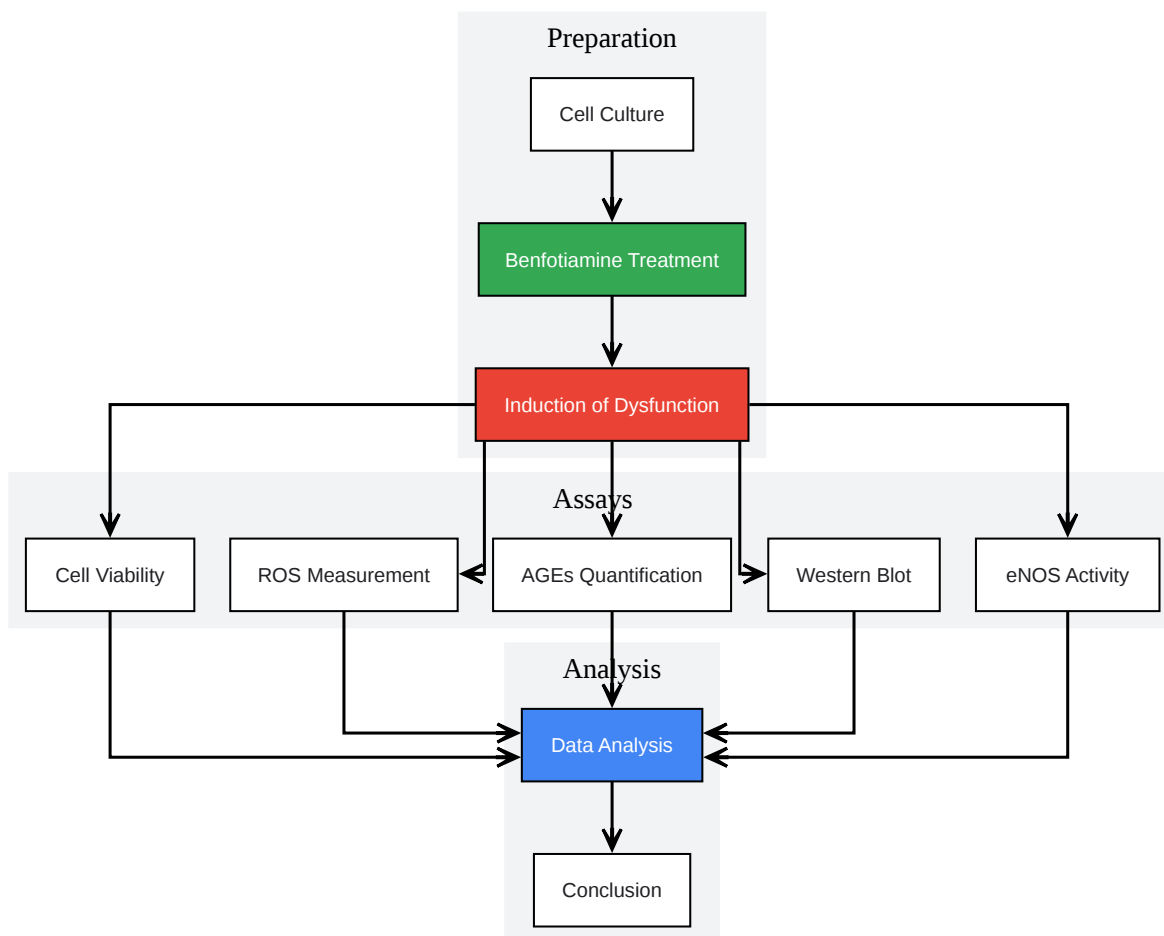 Preparation
Cell Culture
Benfotiamine Treatment
Induction of Dysfunction
Assays
Cell Viability
ROS Measurement
AGEs Quantification
Western Blot
eNOS Activity
Analysis
Data Analysis
Conclusion